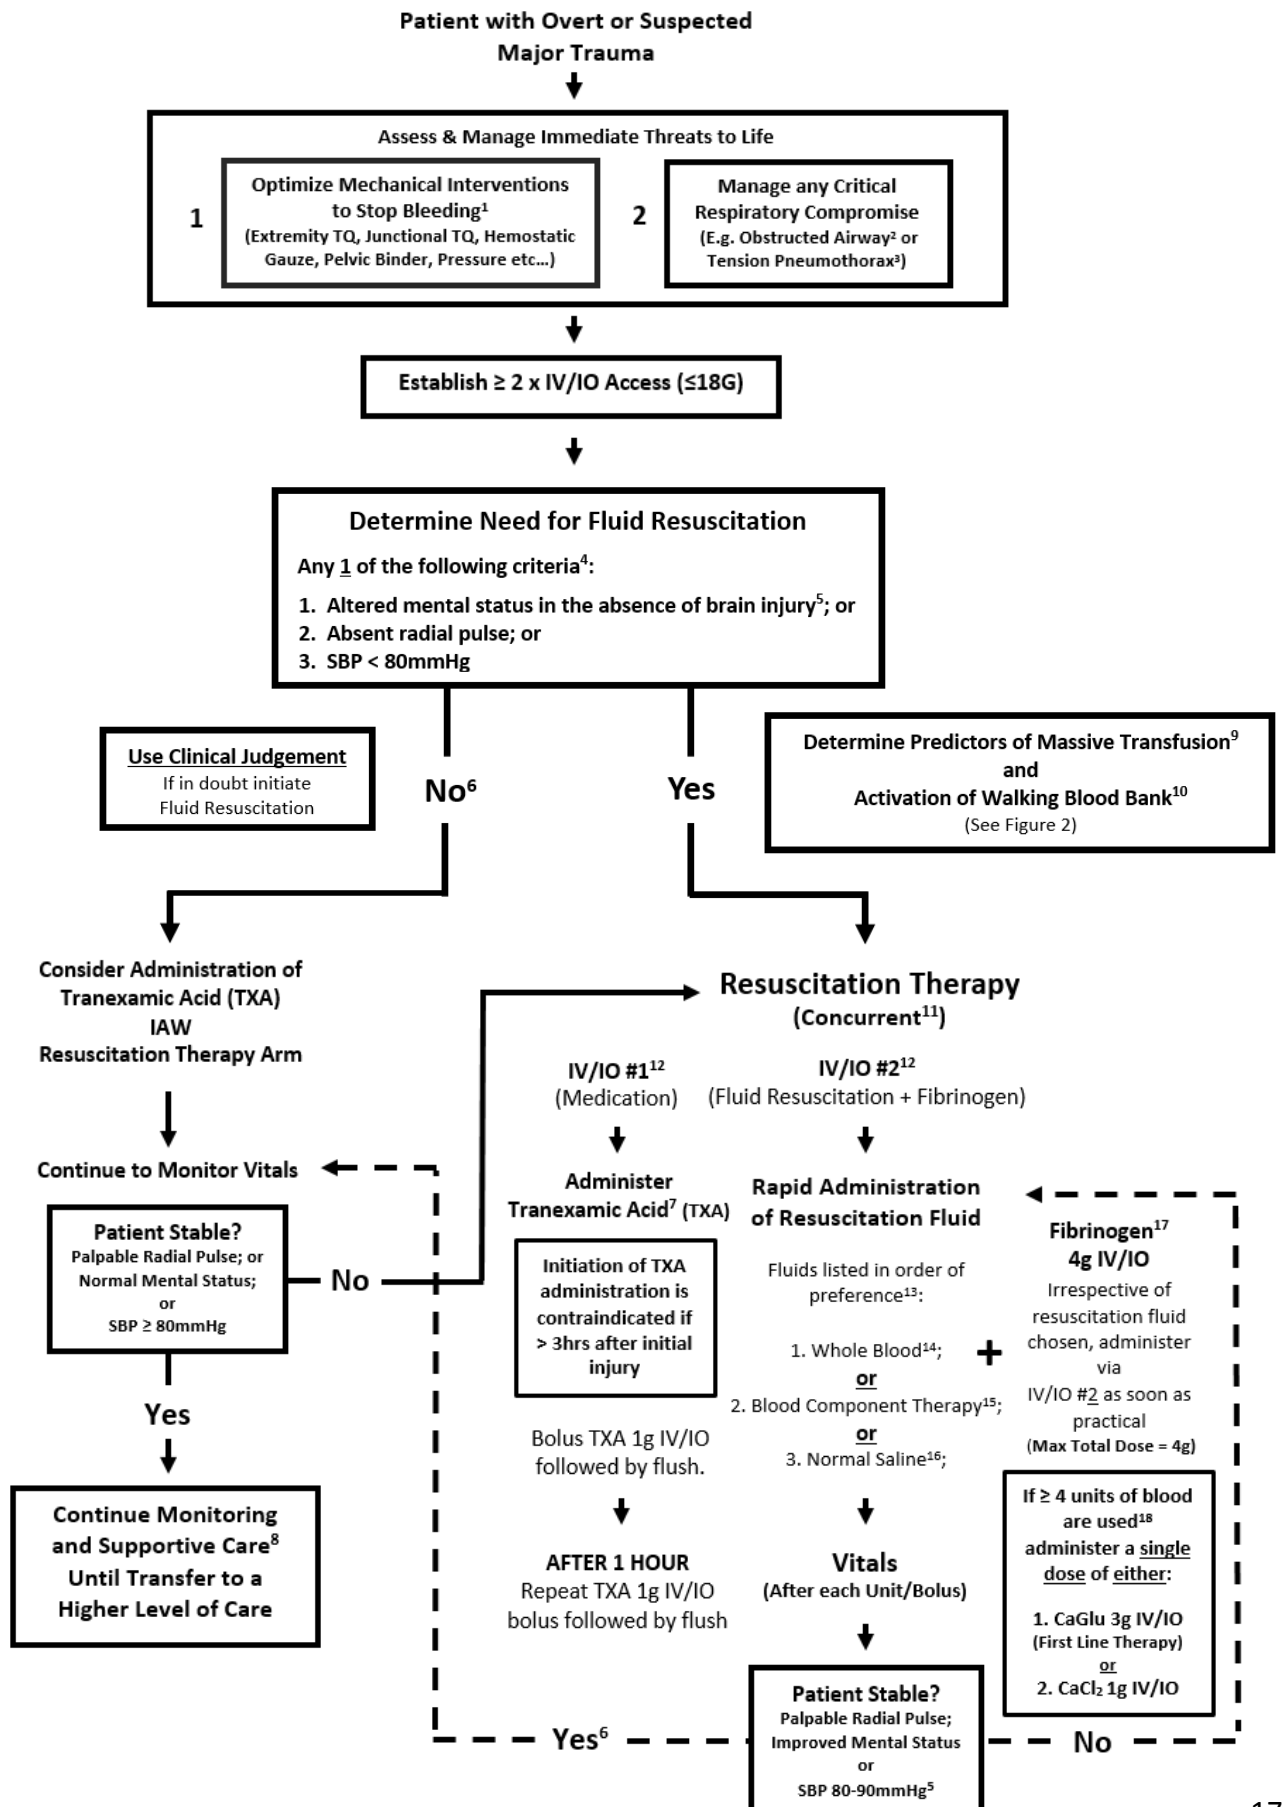 Patient with Overt or Suspected
Major Trauma
Assess & Manage Immediate Threats to Life
1
Optimize Mechanical Interventions
to Stop Bleeding¹
(Extremity TQ, Junctional TQ, Hemostatic
Gauze, Pelvic Binder, Pressure etc...)
2
Manage any Critical
Respiratory Compromise
(E.g. Obstructed Airway² or
Tension Pneumothorax³)
Establish ≥ 2 x IV/IO Access (≤18G)
Determine Need for Fluid Resuscitation
Any 1 of the following criteria⁴:
1. Altered mental status in the absence of brain injury⁵; or
2. Absent radial pulse; or
3. SBP < 80mmHg
Use Clinical Judgement
If in doubt initiate
Fluid Resuscitation
No⁶
Yes
Determine Predictors of Massive Transfusion⁹
and
Activation of Walking Blood Bank¹⁰
(See Figure 2)
Consider Administration of
Tranexamic Acid (TXA)
IAW
Resuscitation Therapy Arm
Continue to Monitor Vitals
Patient Stable?
Palpable Radial Pulse; or
Normal Mental Status;
or
SBP ≥ 80mmHg
No
Yes
Continue Monitoring
and Supportive Care⁸
Until Transfer to a
Higher Level of Care
Resuscitation Therapy
(Concurrent¹¹)
IV/IO #1¹²
(Medication)
Administer
Tranexamic Acid⁷ (TXA)
Initiation of TXA
administration is
contraindicated if
> 3hrs after initial
injury
Bolus TXA 1g IV/IO
followed by flush.
AFTER 1 HOUR
Repeat TXA 1g IV/IO
bolus followed by flush
IV/IO #2¹²
(Fluid Resuscitation + Fibrinogen)
Rapid Administration
of Resuscitation Fluid
Fluids listed in order of
preference¹³:
1. Whole Blood¹⁴;
or
2. Blood Component Therapy¹⁵;
or
3. Normal Saline¹⁶;
+
Fibrinogen¹⁷
4g IV/IO
Irrespective of
resuscitation fluid
chosen, administer
via
IV/IO #2 as soon as
practical
(Max Total Dose = 4g)
If ≥ 4 units of blood
are used¹⁸
administer a single
dose of either:
1. CaGlu 3g IV/IO
(First Line Therapy)
or
2. CaCl₂ 1g IV/IO
Vitals
(After each Unit/Bolus)
Patient Stable?
Palpable Radial Pulse;
Improved Mental Status
or
SBP 80-90mmHg⁵
Yes⁶
No